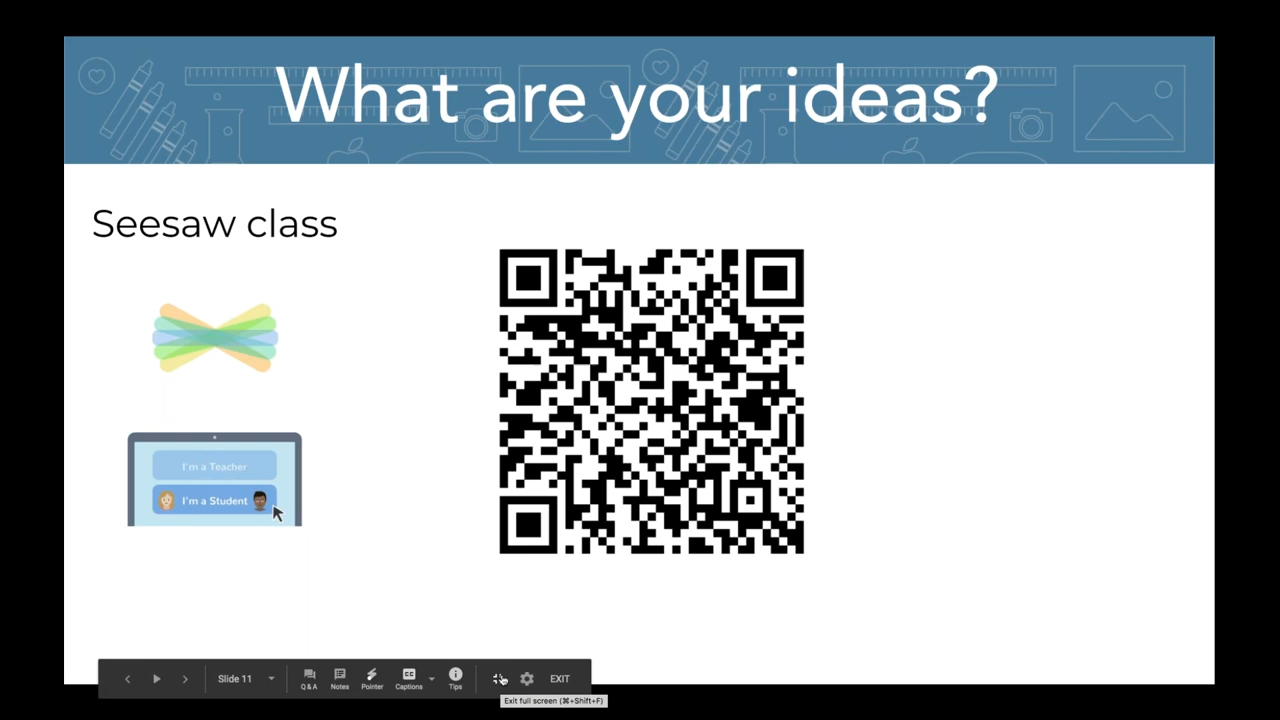 What are your ideas?
Seesaw class
I'm a Teacher
I'm a Student
Slide 11
Q & A
Notes
Pointer
CC
Captions
Tips
EXIT
Exit full screen (⌘+Shift+F)